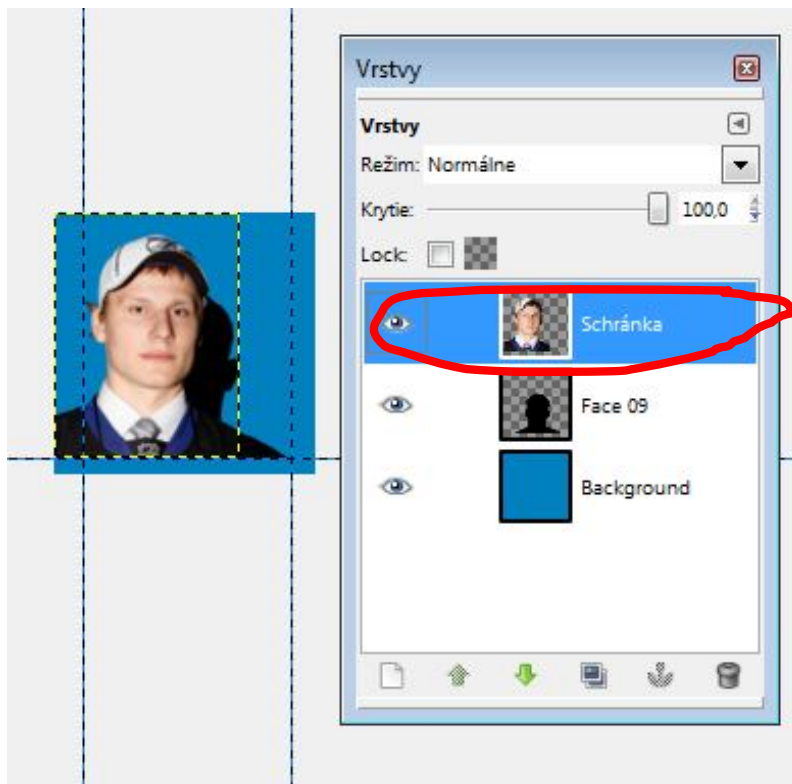 Vrstvy
Vrstvy
Režim: Normálne
Krytie: 100,0
Lock:
Schránka
Face 09
Background